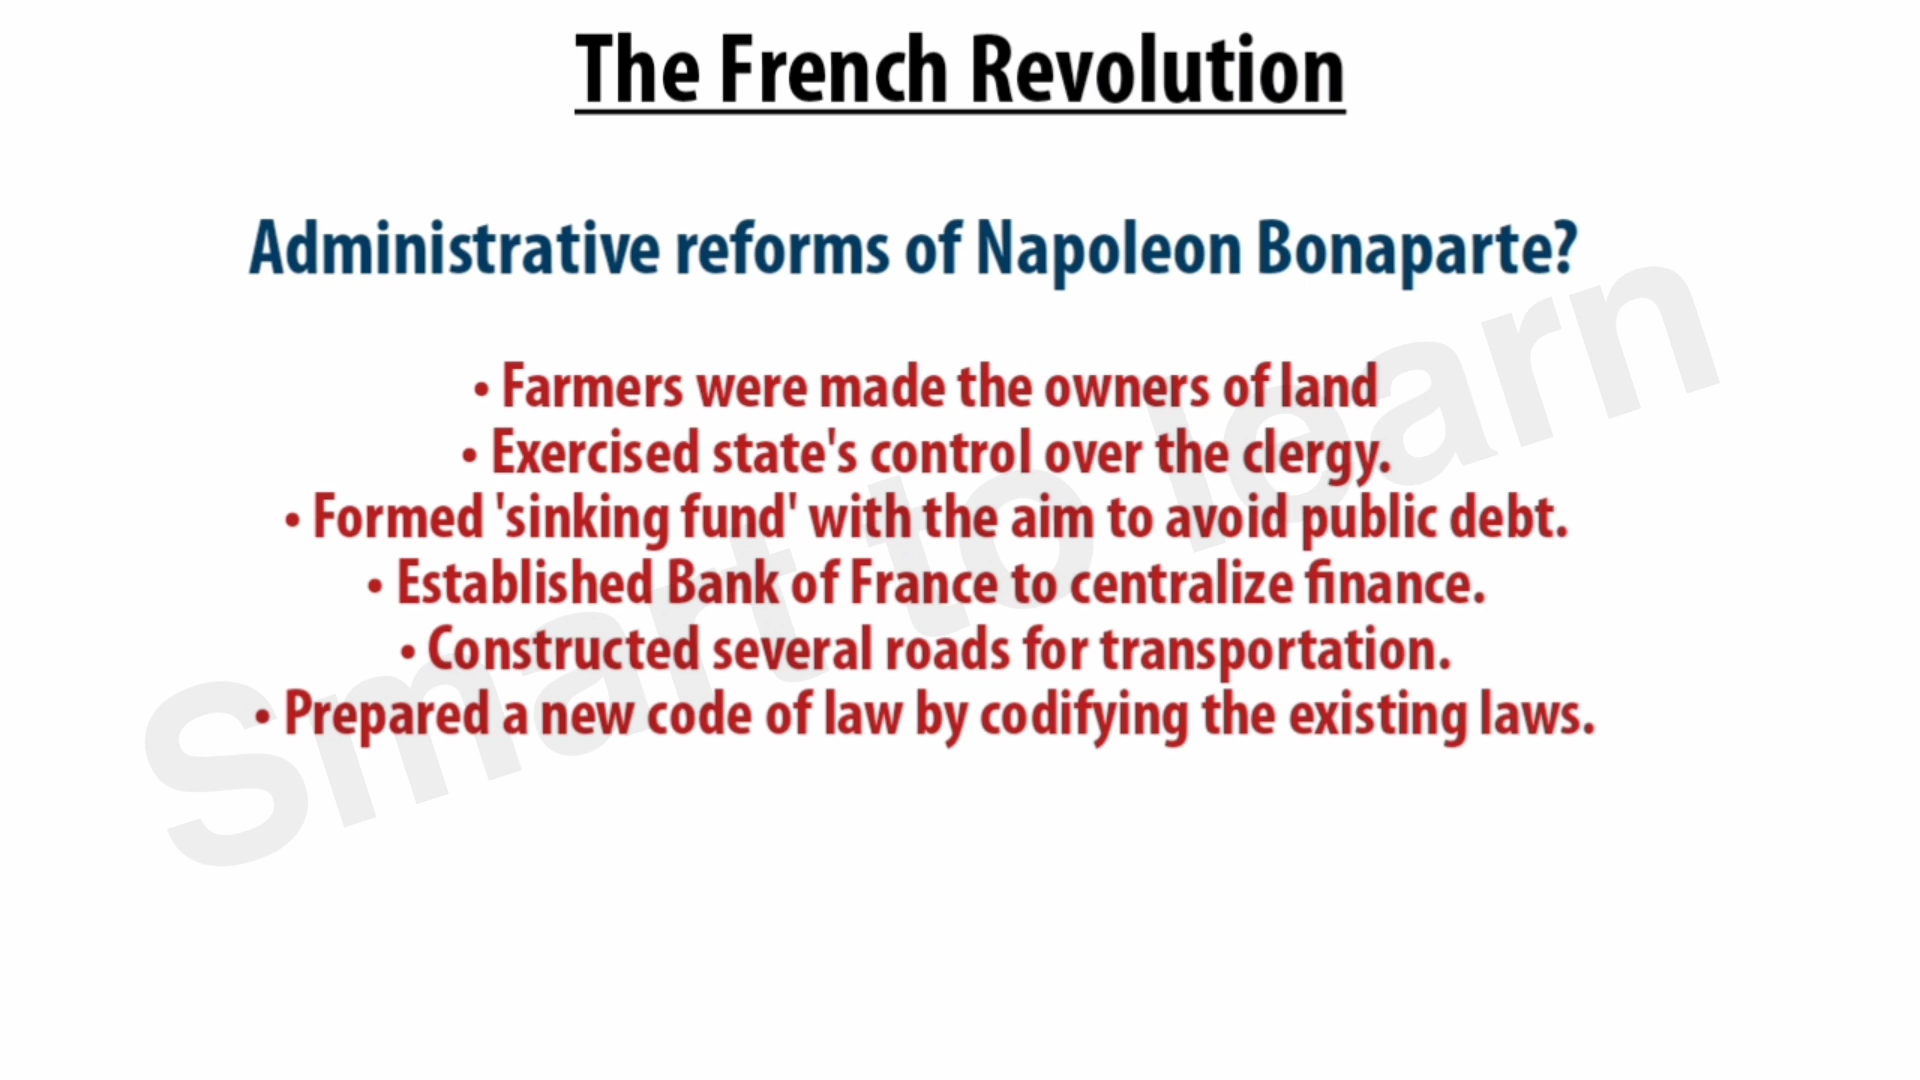 The French Revolution
Administrative reforms of Napoleon Bonaparte?
• Farmers were made the owners of land
• Exercised state's control over the clergy.
• Formed 'sinking fund' with the aim to avoid public debt.
• Established Bank of France to centralize finance.
• Constructed several roads for transportation.
• Prepared a new code of law by codifying the existing laws.
Smart to learn